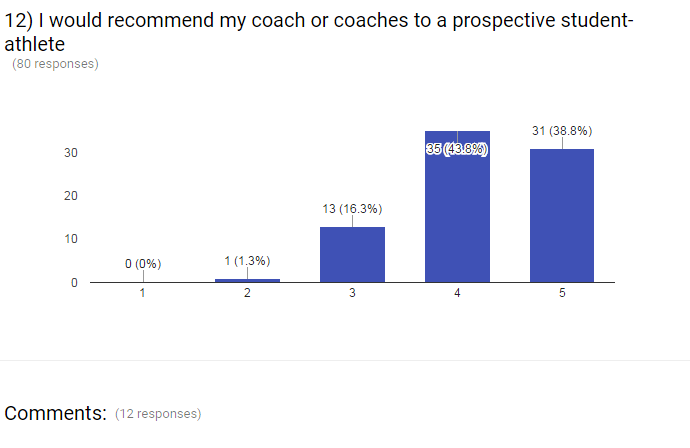 12) I would recommend my coach or coaches to a prospective student-
athlete
(80 responses)
31 (38.8%)
35 (43.8%)
30
20
13 (16.3%)
10
0 (0%)
1 (1.3%)
0
1 2 3 4 5
Comments: (12 responses)